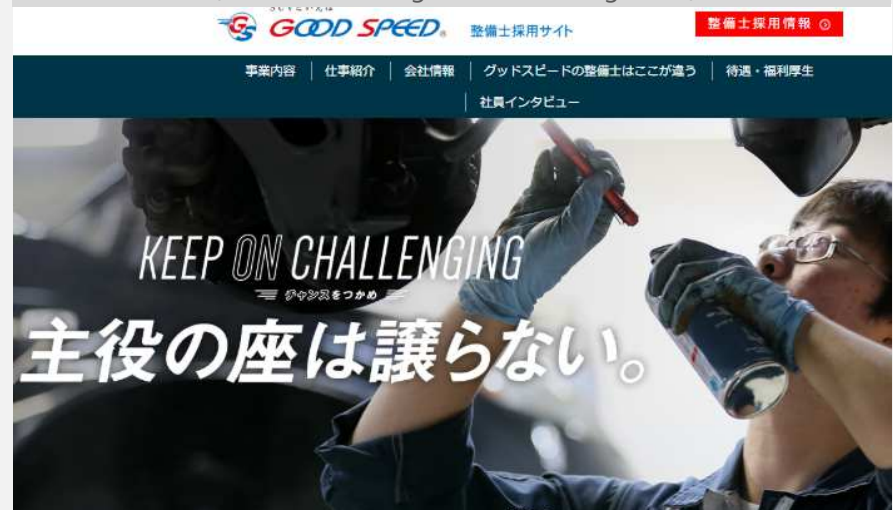 GS GOOD SPEED® 整備士採用サイト
整備士採用情報
事業内容 | 仕事紹介 | 会社情報 | グッドスピードの整備士はここが違う | 待遇・福利厚生
| 社員インタビュー
KEEP ON CHALLENGING
チャンスをつかめ
主役の座は譲らない。